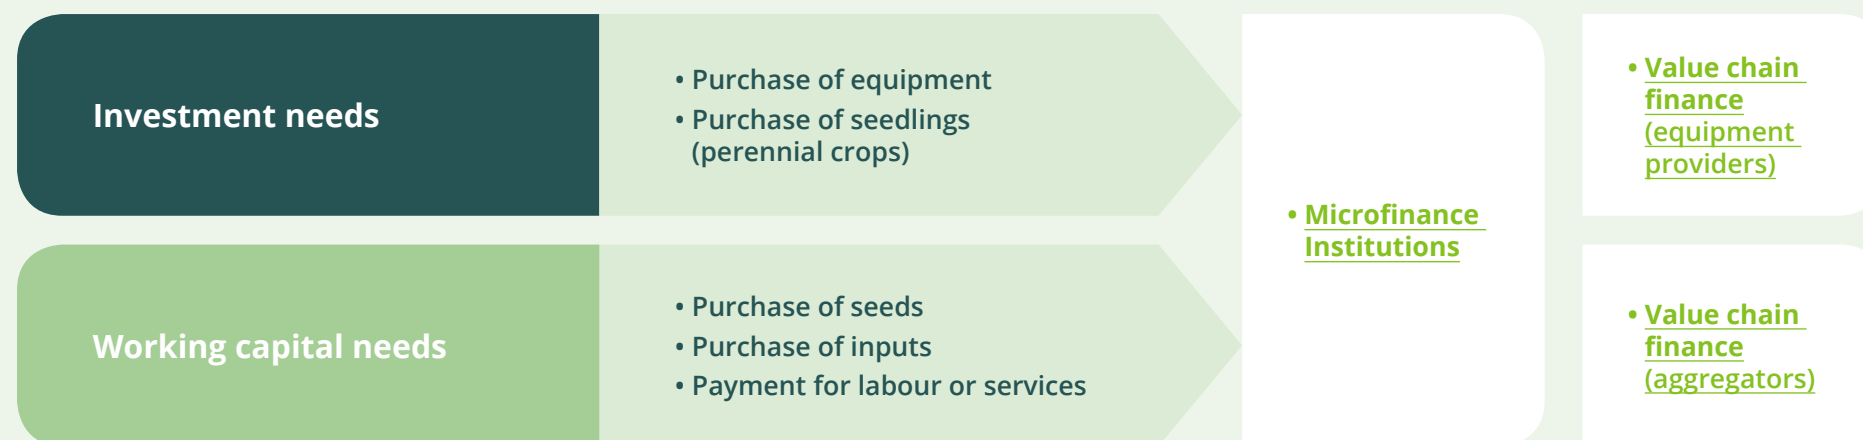 Investment needs
• Purchase of equipment
• Purchase of seedlings
(perennial crops)
Working capital needs
• Purchase of seeds
• Purchase of inputs
• Payment for labour or services
• Microfinance
Institutions
• Value chain
finance
(equipment
providers)
• Value chain
finance
(aggregators)